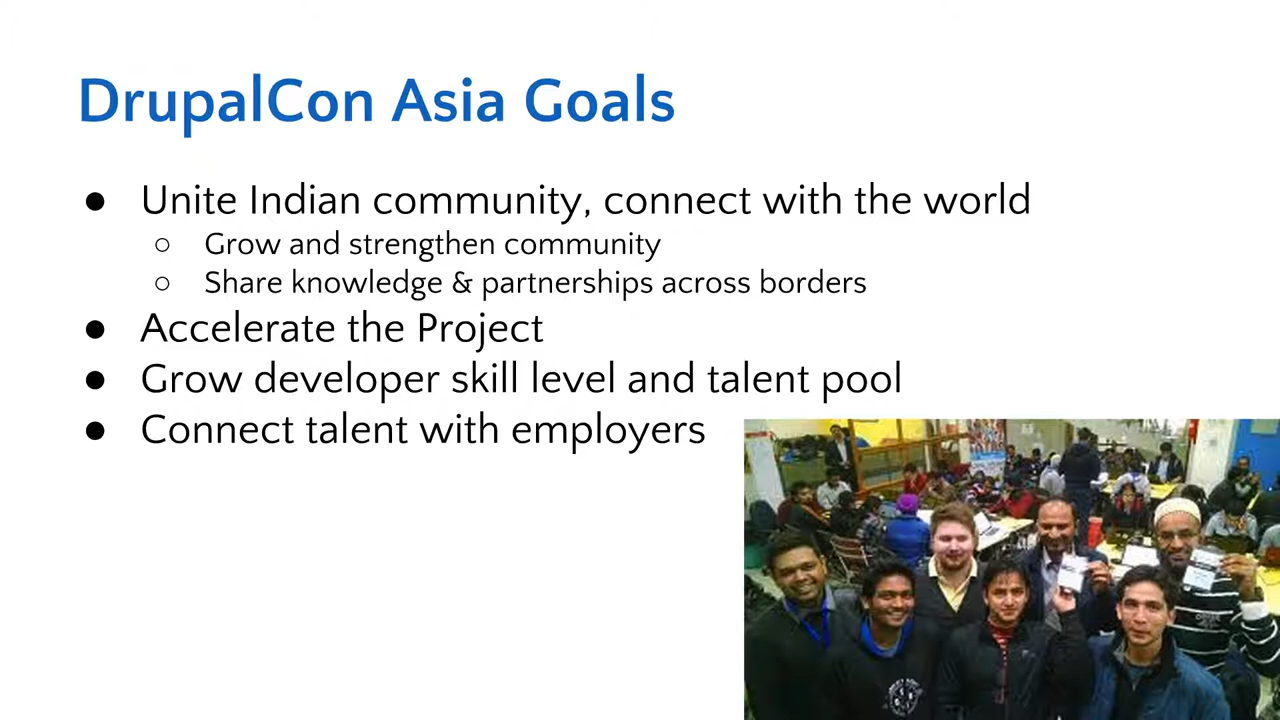 DrupalCon Asia Goals
● Unite Indian community, connect with the world
○ Grow and strengthen community
○ Share knowledge & partnerships across borders
● Accelerate the Project
● Grow developer skill level and talent pool
● Connect talent with employers